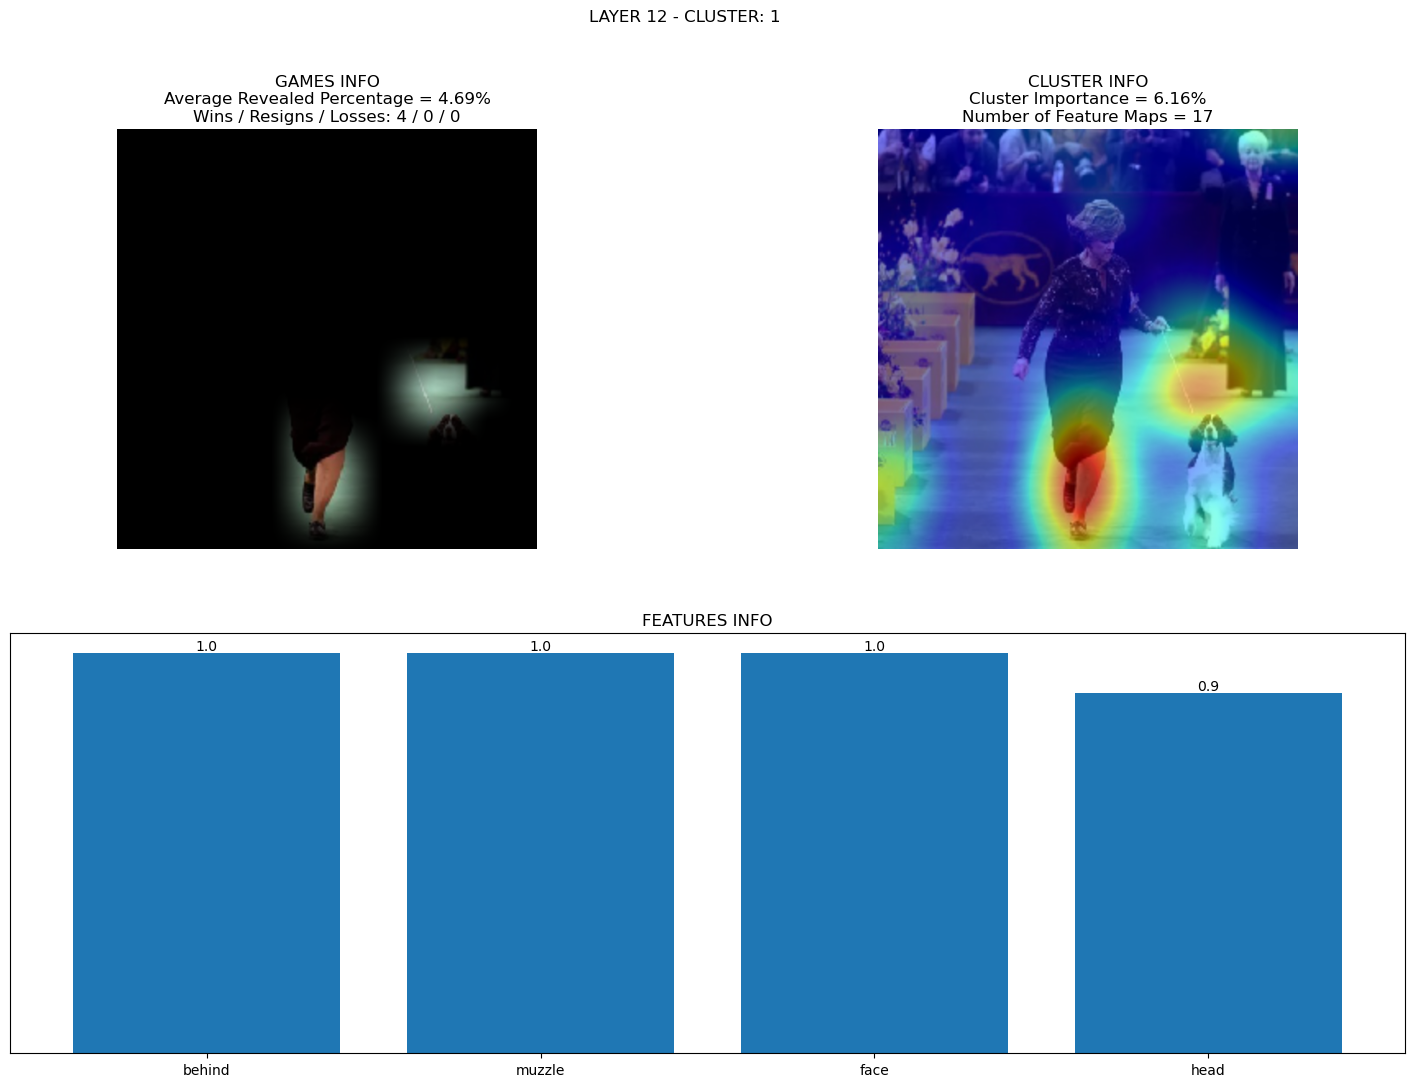 LAYER 12 - CLUSTER: 1
GAMES INFO
Average Revealed Percentage = 4.69%
Wins / Resigns / Losses: 4 / 0 / 0
CLUSTER INFO
Cluster Importance = 6.16%
Number of Feature Maps = 17
FEATURES INFO
1.0
1.0
1.0
0.9
behind
muzzle
face
head